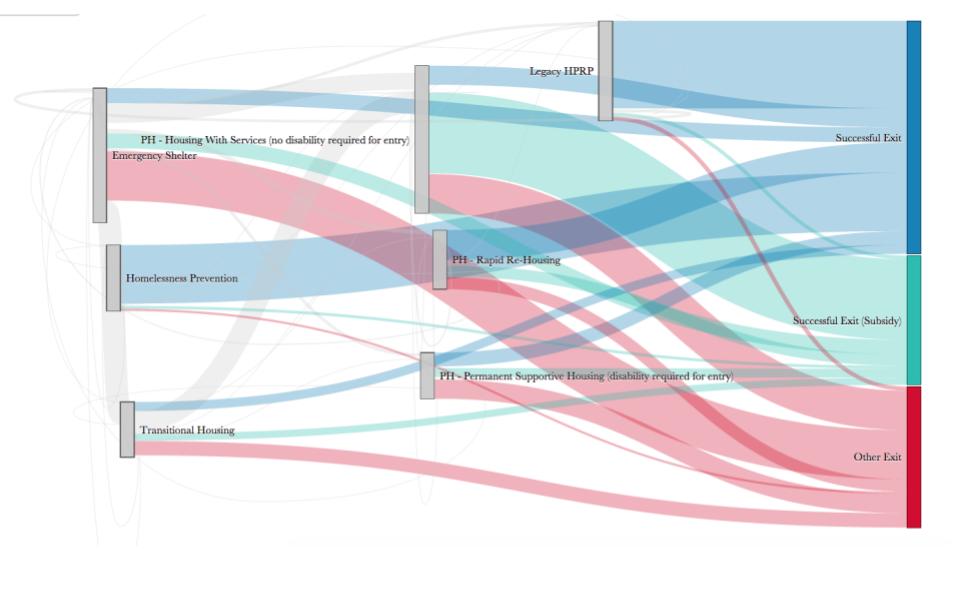 Legacy HPRP
Successful Exit
PH - Housing With Services (no disability required for entry)
Emergency Shelter
PH - Rapid Re-Housing
Homelessness Prevention
Successful Exit (Subsidy)
PH - Permanent Supportive Housing (disability required for entry)
Transitional Housing
Other Exit